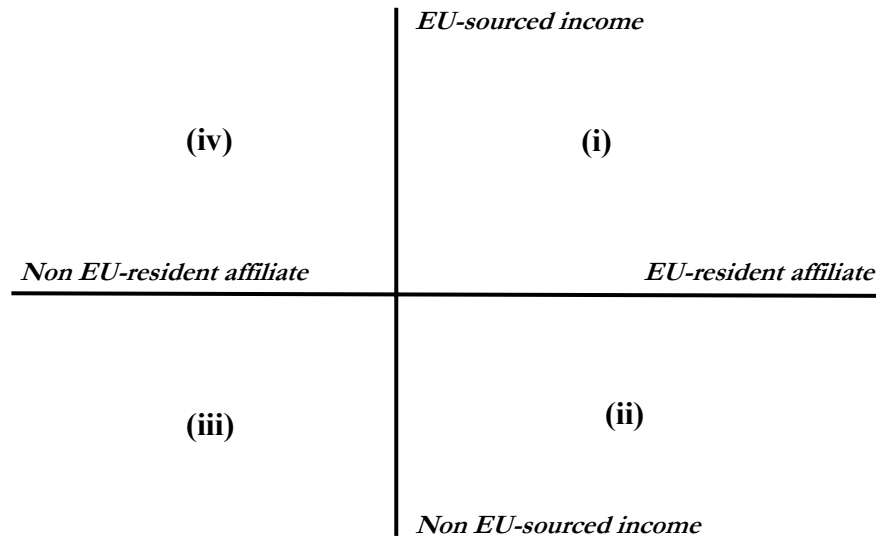 EU-sourced income
(iv)
(i)
Non EU-resident affiliate
EU-resident affiliate
(iii)
(ii)
Non EU-sourced income